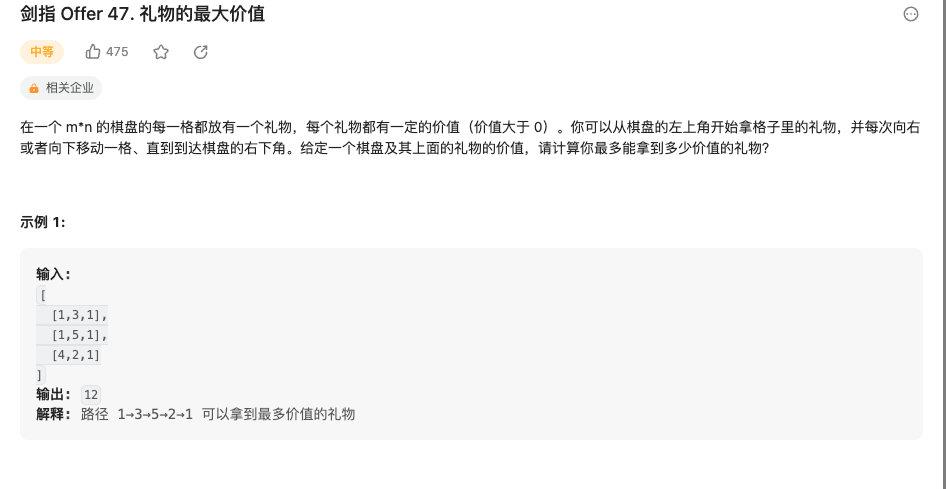 剑指 Offer 47. 礼物的最大价值
中等 475
相关企业
在一个 m*n 的棋盘的每一格都放有一个礼物，每个礼物都有一定的价值（价值大于 0）。你可以从棋盘的左上角开始拿格子里的礼物，并每次向右
或者向下移动一格、直到到达棋盘的右下角。给定一个棋盘及其上面的礼物的价值，请计算你最多能拿到多少价值的礼物？
示例 1:
输入:
[
[1,3,1],
[1,5,1],
[4,2,1]
]
输出: 12
解释: 路径 1→3→5→2→1 可以拿到最多价值的礼物